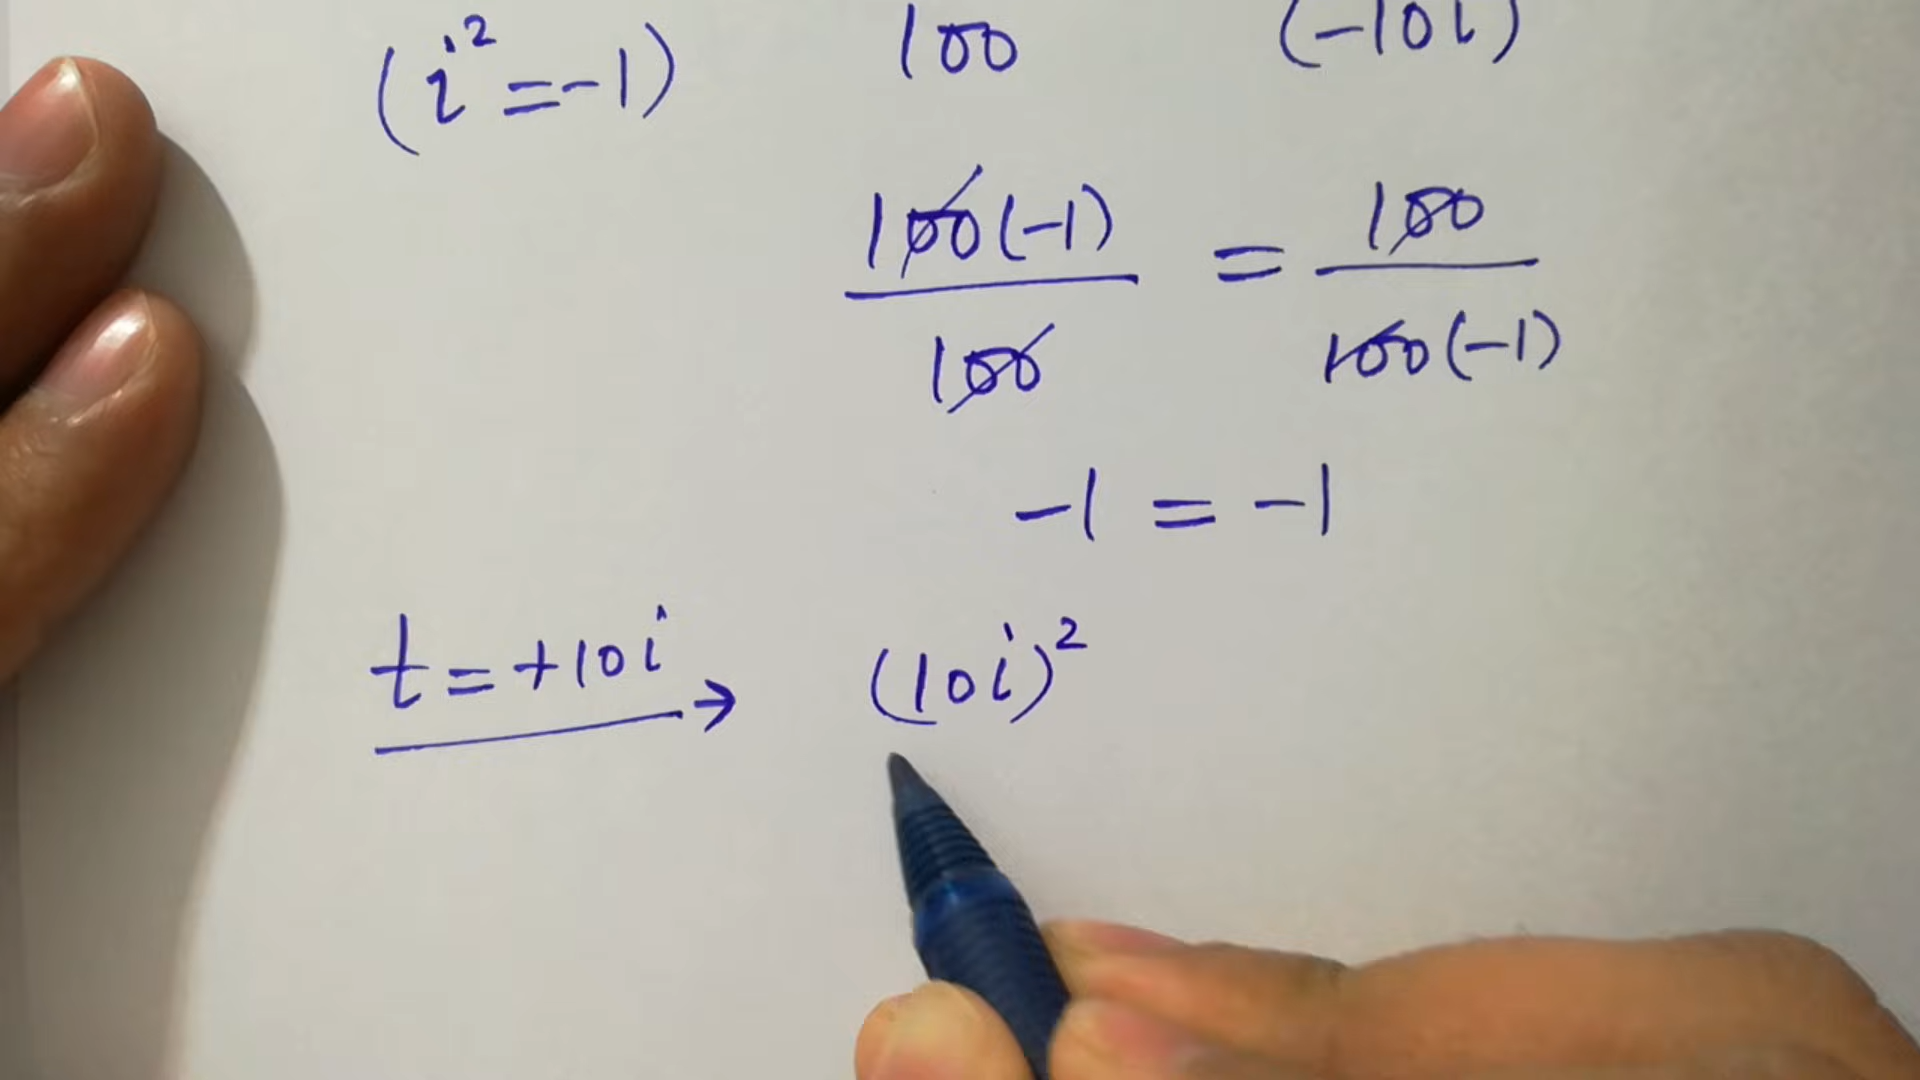 (i² = -1) 100 (-10i)
100(-1) / 100 = 100 / 100(-1)
-1 = -1
t = +10i → (10i)²